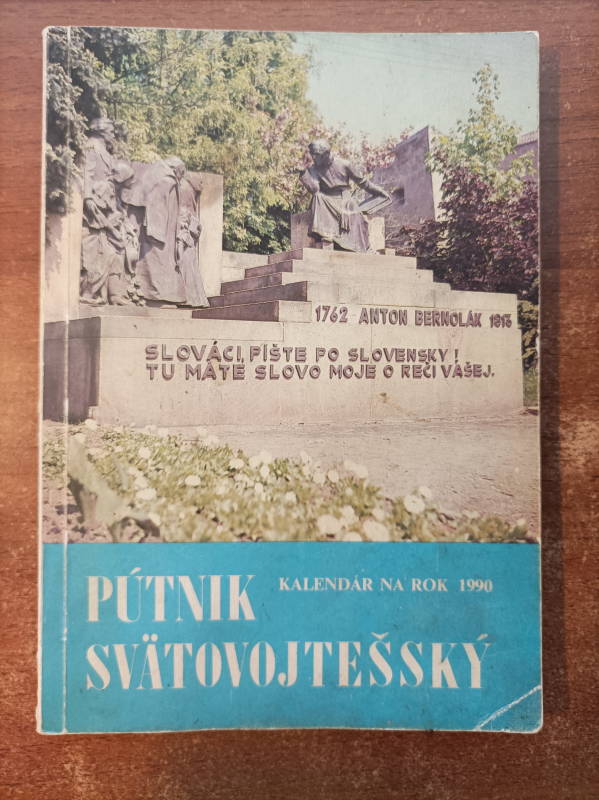 1762 ANTON BERNOLÁK 1813
SLOVÁCI, PÍŠTE PO SLOVENSKY!
TU MÁTE SLOVO MOJE O REČI VAŠEJ.
PÚTNIK
KALENDÁR NA ROK 1990
SVÄTOVOJTEŠSKÝ